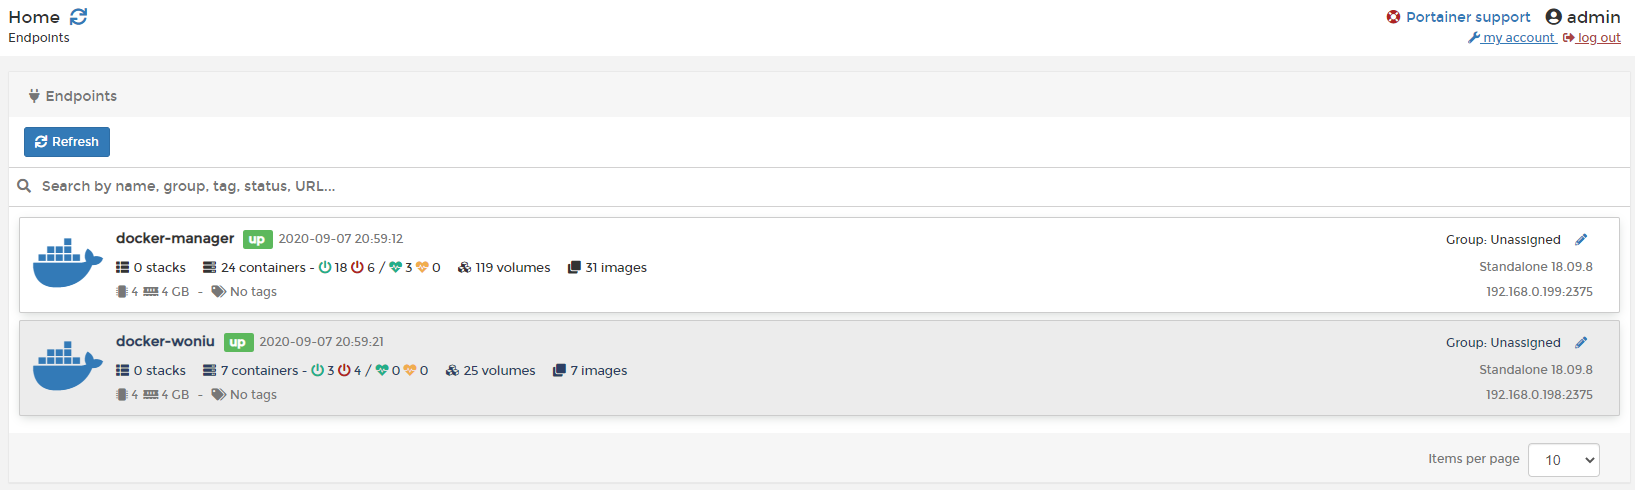 Home
Portainer support admin
Endpoints
my account log out
Endpoints
Refresh
Search by name, group, tag, status, URL...
docker-manager up 2020-09-07 20:59:12
Group: Unassigned
0 stacks 24 containers - 18 6 / 3 0 119 volumes 31 images
Standalone 18.09.8
4 4 GB - No tags
192.168.0.199:2375
docker-woniu up 2020-09-07 20:59:21
Group: Unassigned
0 stacks 7 containers - 3 4 / 0 0 25 volumes 7 images
Standalone 18.09.8
4 4 GB - No tags
192.168.0.198:2375
Items per page 10